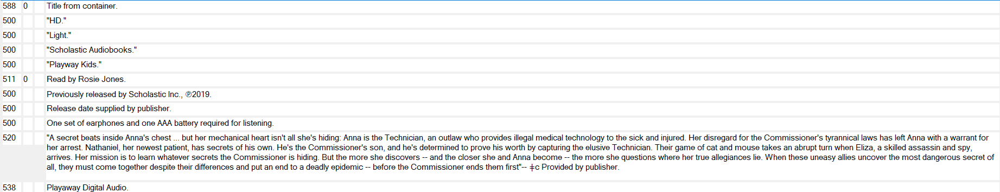 588 0 Title from container.
500 "HD."
500 "Light."
500 "Scholastic Audiobooks."
500 "Playway Kids."
511 0 Read by Rosie Jones.
500 Previously released by Scholastic Inc., ℗2019.
500 Release date supplied by publisher.
500 One set of earphones and one AAA battery required for listening.
520 "A secret beats inside Anna's chest ... but her mechanical heart isn't all she's hiding: Anna is the Technician, an outlaw who provides illegal medical technology to the sick and injured. Her disregard for the Commissioner's tyrannical laws has left Anna with a warrant for
her arrest. Nathaniel, her newest patient, has secrets of his own. He's the Commissioner's son, and he's determined to prove his worth by capturing the elusive Technician. Their game of cat and mouse takes an abrupt turn when Eliza, a skilled assassin and spy,
arrives. Her mission is to learn whatever secrets the Commissioner is hiding. But the more she discovers -- and the closer she and Anna become -- the more she questions where her true allegiances lie. When these uneasy allies uncover the most dangerous secret of
all, they must come together despite their differences and put an end to a deadly epidemic -- before the Commissioner ends them first"-- ǂc Provided by publisher.
538 Playaway Digital Audio.